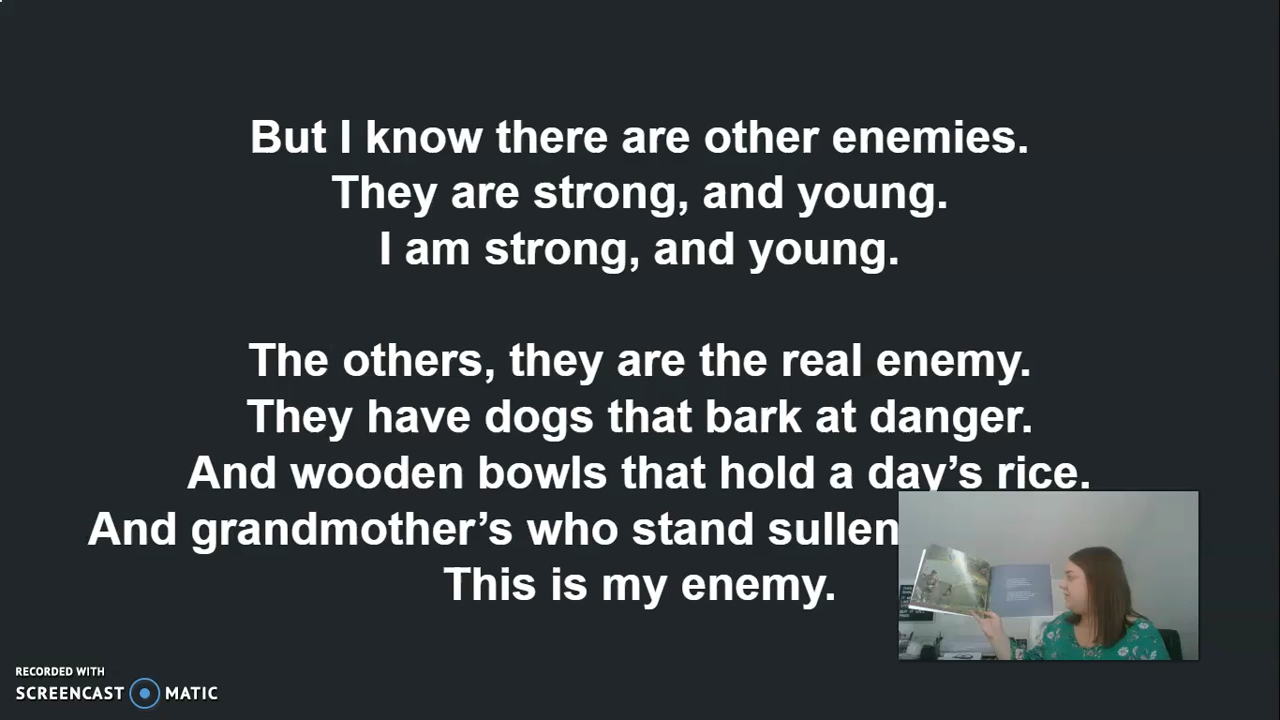 But I know there are other enemies.
They are strong, and young.
I am strong, and young.
The others, they are the real enemy.
They have dogs that bark at danger.
And wooden bowls that hold a day’s rice.
And grandmother’s who stand sullen
This is my enemy.
RECORDED WITH
SCREENCAST MATIC